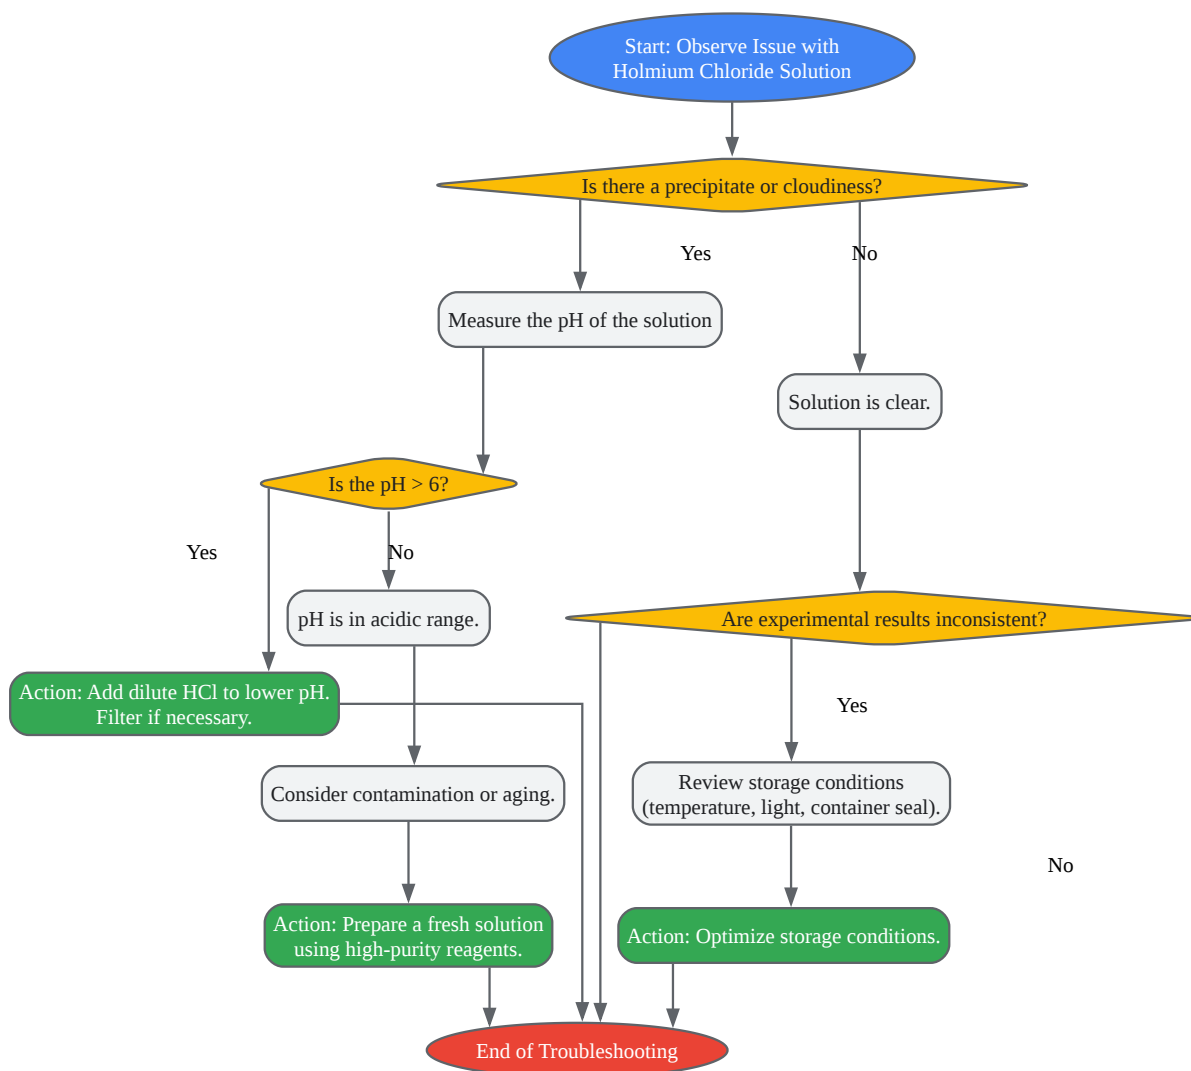 Start: Observe Issue with
Holmium Chloride Solution
Is there a precipitate or cloudiness?
Yes
No
Measure the pH of the solution
Solution is clear.
Is the pH > 6?
Yes
No
pH is in acidic range.
Are experimental results inconsistent?
Action: Add dilute HCl to lower pH.
Filter if necessary.
Yes
Consider contamination or aging.
Review storage conditions
(temperature, light, container seal).
No
Action: Prepare a fresh solution
using high-purity reagents.
Action: Optimize storage conditions.
End of Troubleshooting